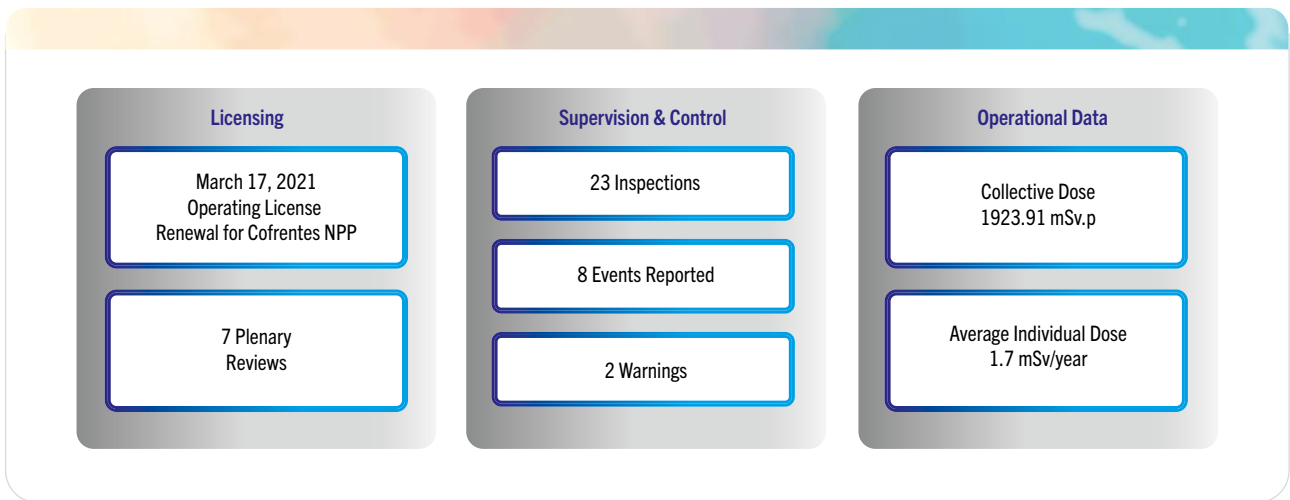 Licensing
March 17, 2021
Operating License
Renewal for Cofrentes NPP
7 Plenary
Reviews
Supervision & Control
23 Inspections
8 Events Reported
2 Warnings
Operational Data
Collective Dose
1923.91 mSv.p
Average Individual Dose
1.7 mSv/year